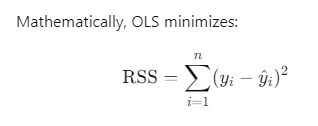 Mathematically, OLS minimizes:
RSS = \sum_{i=1}^{n} (y_i - \hat{y}_i)^2